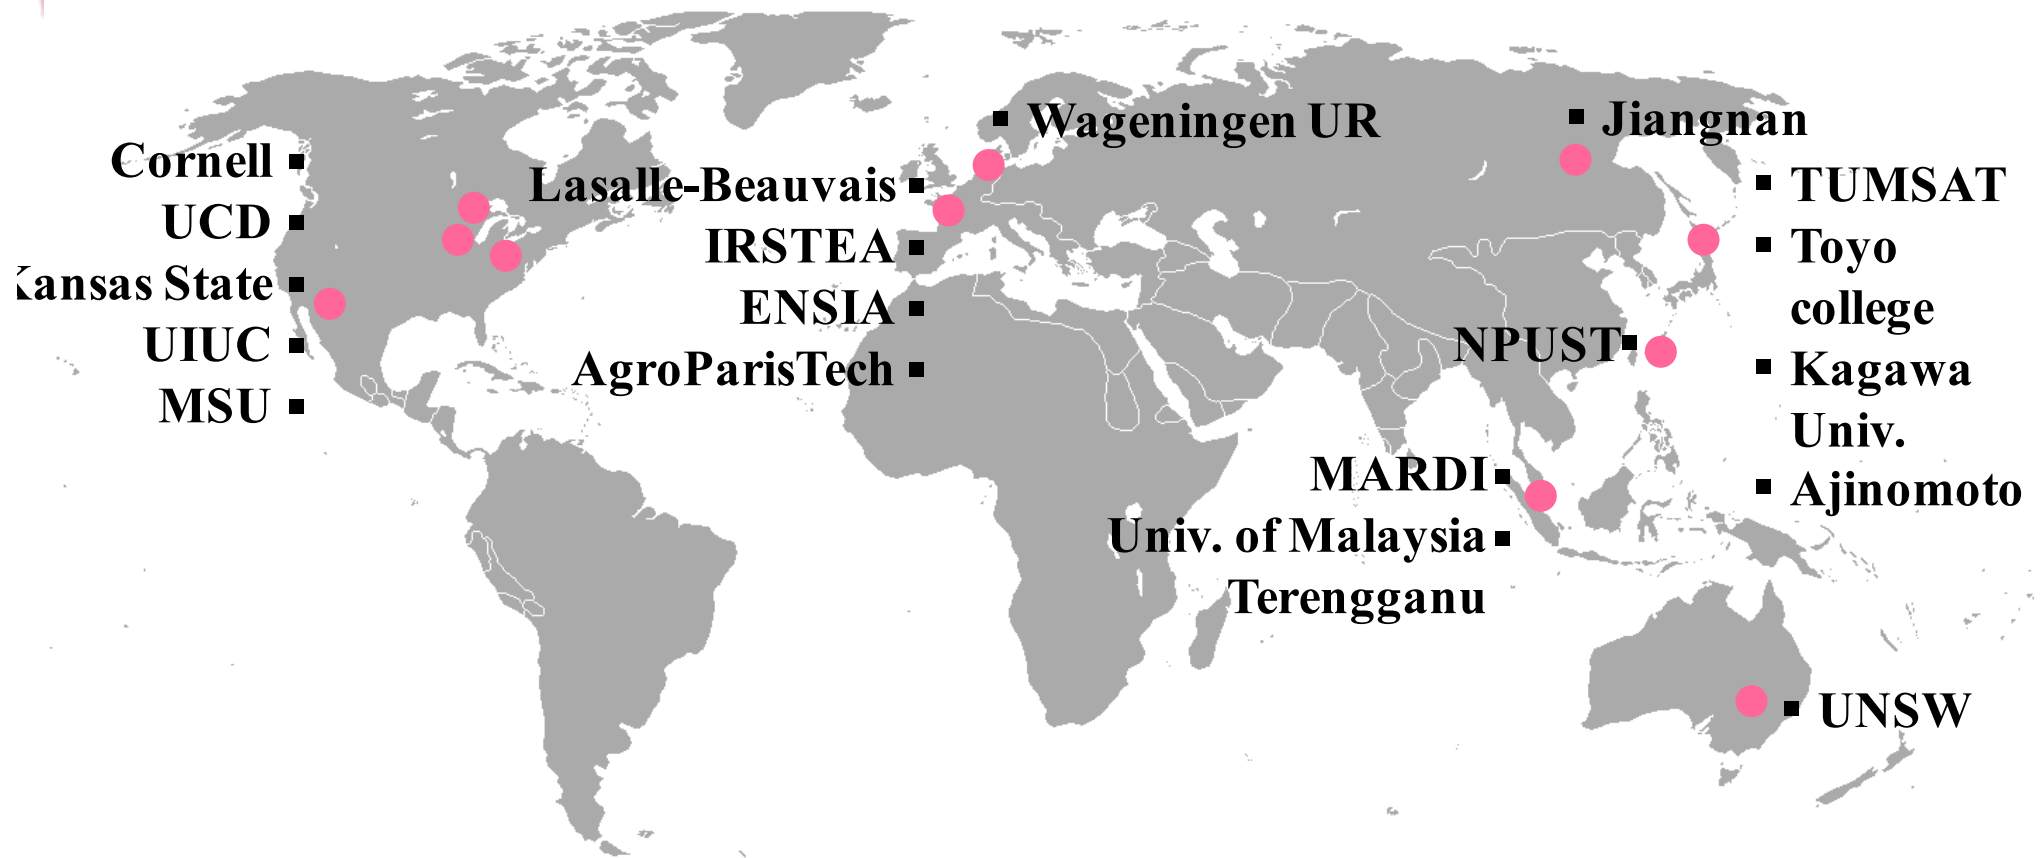 Cornell
UCD
Kansas State
UIUC
MSU
Lasalle-Beauvais
IRSTEA
ENSIA
AgroParisTech
Wageningen UR
Jiangnan
TUMSAT
Toyo
college
Kagawa
Univ.
Ajinomoto
NPUST
MARDI
Univ. of Malaysia
Terengganu
UNSW